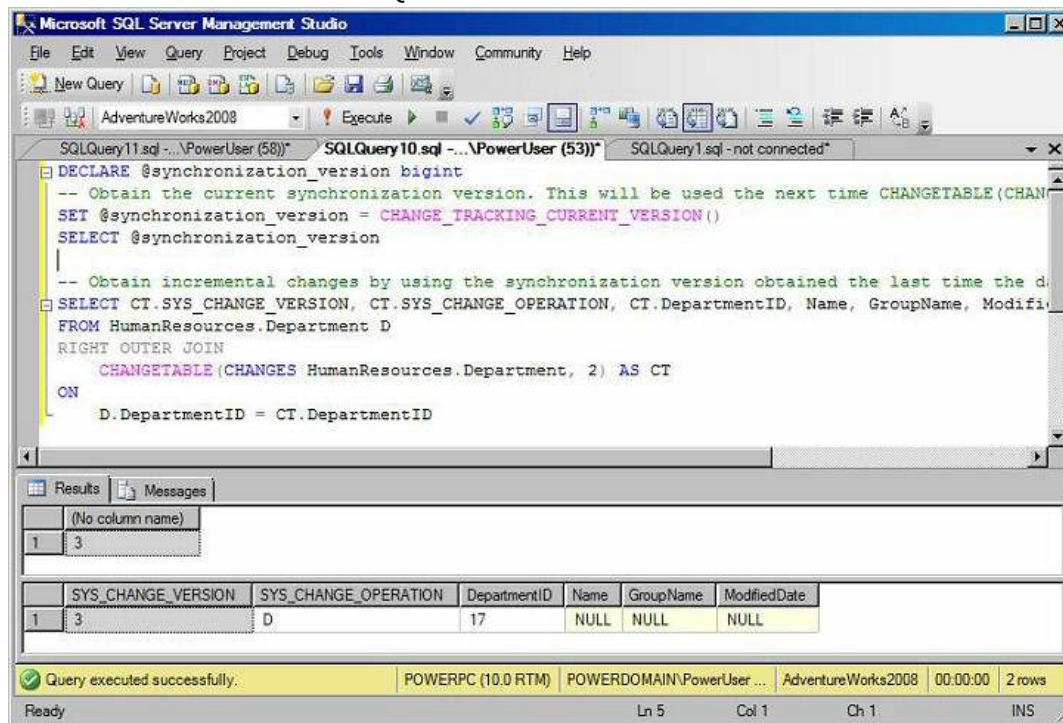 Microsoft SQL Server Management Studio
File Edit View Query Project Debug Tools Window Community Help
New Query
AdventureWorks2008 Execute
SQLQuery11.sql -...\PowerUser (58))* SQLQuery10.sql -...\PowerUser (53))* SQLQuery1.sql - not connected*
DECLARE @synchronization_version bigint
-- Obtain the current synchronization version. This will be used the next time CHANGETABLE(CHAN
SET @synchronization_version = CHANGE_TRACKING_CURRENT_VERSION()
SELECT @synchronization_version
-- Obtain incremental changes by using the synchronization version obtained the last time the da
SELECT CT.SYS_CHANGE_VERSION, CT.SYS_CHANGE_OPERATION, CT.DepartmentID, Name, GroupName, Modifi
FROM HumanResources.Department D
RIGHT OUTER JOIN
CHANGETABLE(CHANGES HumanResources.Department, 2) AS CT
ON
D.DepartmentID = CT.DepartmentID
Results Messages
(No column name)
1 3
SYS_CHANGE_VERSION SYS_CHANGE_OPERATION DepartmentID Name GroupName ModifiedDate
1 3 D 17 NULL NULL NULL
Query executed successfully. POWERPC (10.0 RTM) POWERDOMAIN\PowerUser ... AdventureWorks2008 00:00:00 2 rows
Ready Ln 5 Col 1 Ch 1 INS